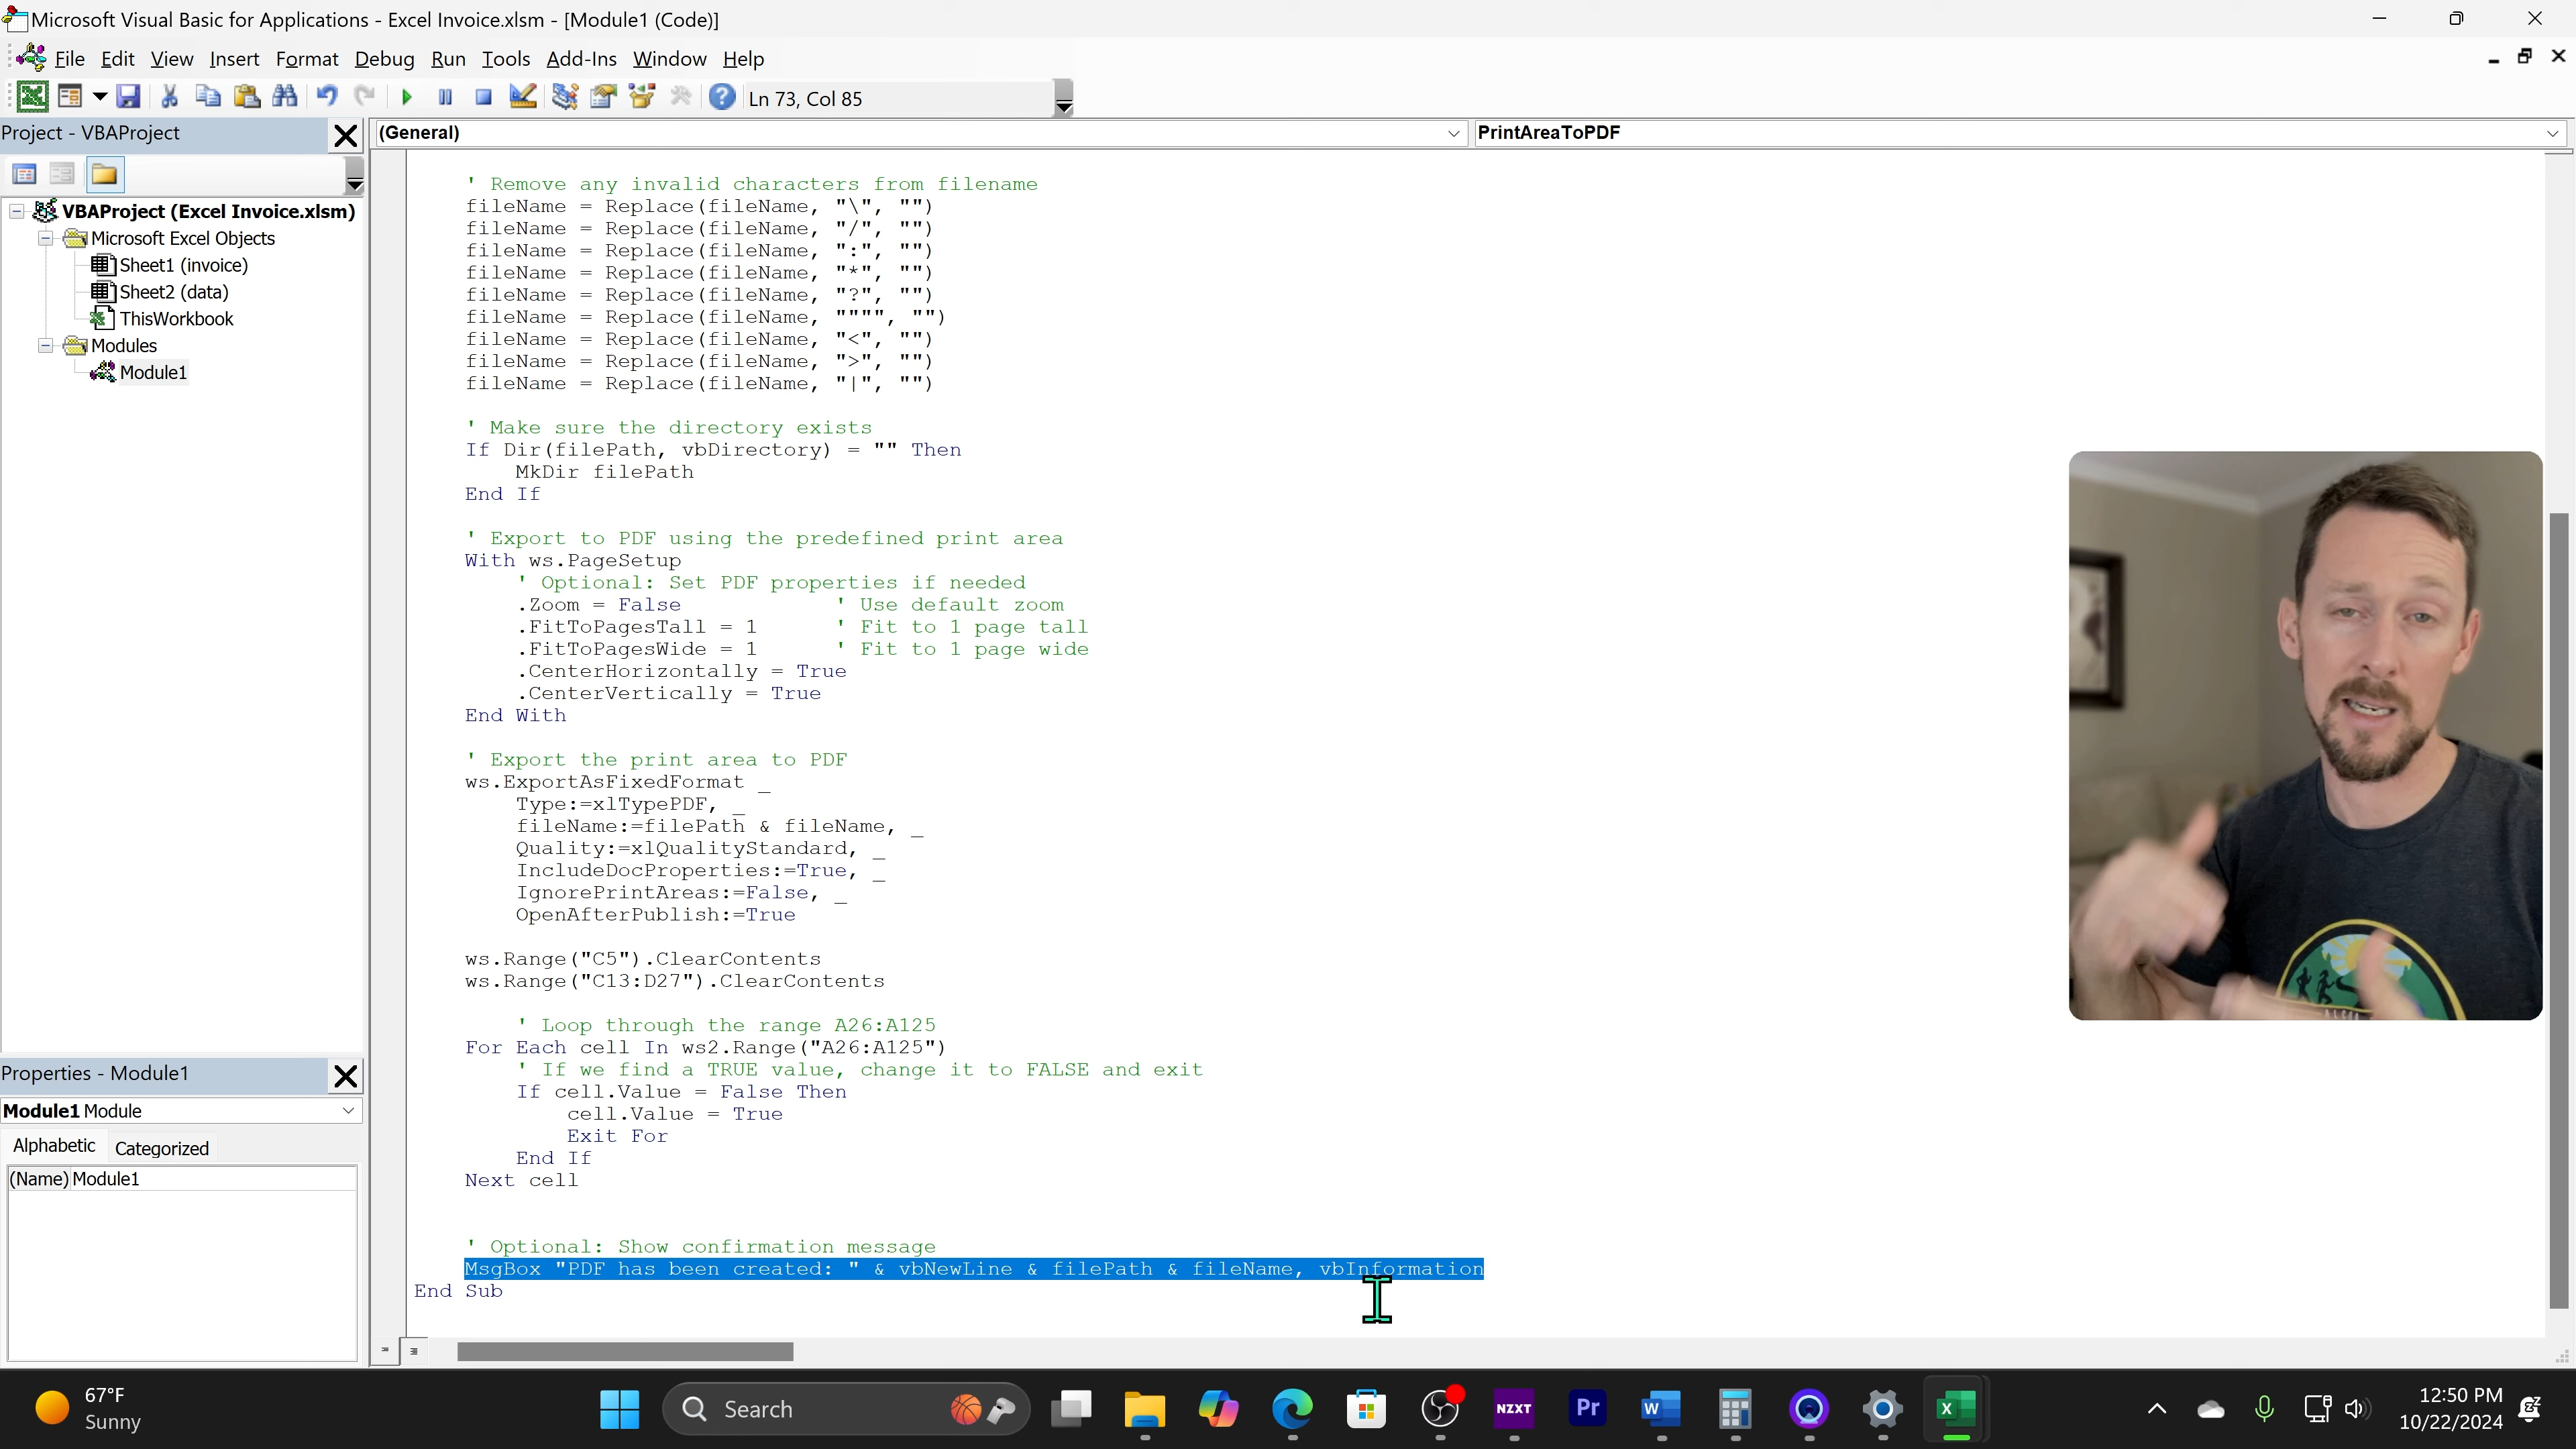 Microsoft Visual Basic for Applications - Excel Invoice.xlsm - [Module1 (Code)]
File Edit View Insert Format Debug Run Tools Add-Ins Window Help
Ln 73, Col 85
Project - VBAProject
(General)
PrintAreaToPDF
VBAProject (Excel Invoice.xlsm)
Microsoft Excel Objects
Sheet1 (invoice)
Sheet2 (data)
ThisWorkbook
Modules
Module1
Properties - Module1
Module1 Module
Alphabetic Categorized
(Name) Module1
' Remove any invalid characters from filename
fileName = Replace(fileName, "\", "")
fileName = Replace(fileName, "/", "")
fileName = Replace(fileName, ":", "")
fileName = Replace(fileName, "*", "")
fileName = Replace(fileName, "?", "")
fileName = Replace(fileName, """", "")
fileName = Replace(fileName, "<", "")
fileName = Replace(fileName, ">", "")
fileName = Replace(fileName, "|", "")
' Make sure the directory exists
If Dir(filePath, vbDirectory) = "" Then
MkDir filePath
End If
' Export to PDF using the predefined print area
With ws.PageSetup
' Optional: Set PDF properties if needed
.Zoom = False ' Use default zoom
.FitToPagesTall = 1 ' Fit to 1 page tall
.FitToPagesWide = 1 ' Fit to 1 page wide
.CenterHorizontally = True
.CenterVertically = True
End With
' Export the print area to PDF
ws.ExportAsFixedFormat _
Type:=xlTypePDF, _
fileName:=filePath & fileName, _
Quality:=xlQualityStandard, _
IncludeDocProperties:=True, _
IgnorePrintAreas:=False, _
OpenAfterPublish:=True
ws.Range("C5").ClearContents
ws.Range("C13:D27").ClearContents
' Loop through the range A26:A125
For Each cell In ws2.Range("A26:A125")
' If we find a TRUE value, change it to FALSE and exit
If cell.Value = False Then
cell.Value = True
Exit For
End If
Next cell
' Optional: Show confirmation message
MsgBox "PDF has been created: " & vbNewLine & filePath & fileName, vbInformation
End Sub
67°F
Sunny
Search
NZXT
Pr
W
X
12:50 PM
10/22/2024